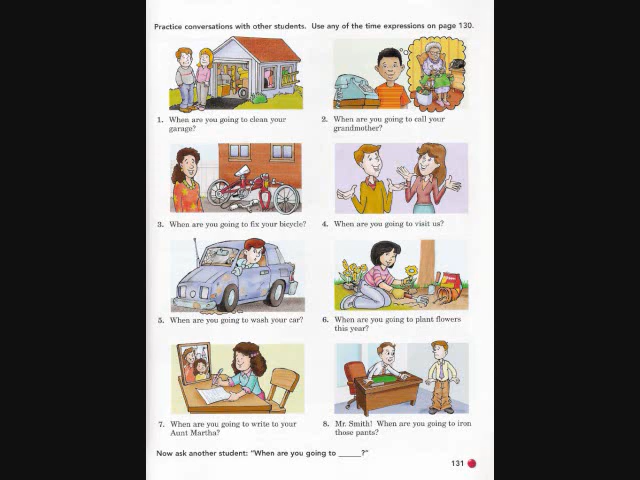 Practice conversations with other students. Use any of the time expressions on page 130.
1. When are you going to clean your
garage?
2. When are you going to call your
grandmother?
3. When are you going to fix your bicycle?
4. When are you going to visit us?
5. When are you going to wash your car?
6. When are you going to plant flowers
this year?
7. When are you going to write to your
Aunt Martha?
8. Mr. Smith! When are you going to iron
those pants?
Now ask another student: "When are you going to _____?"
131